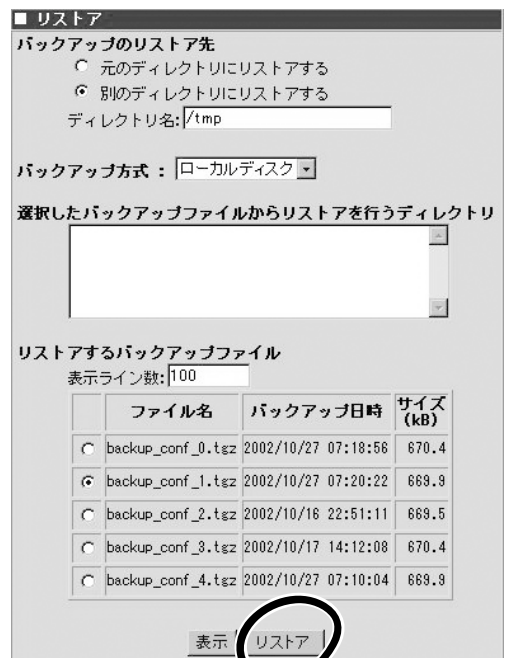 ■ リストア
バックアップのリストア先
元のディレクトリにリストアする
別のディレクトリにリストアする
ディレクトリ名: /tmp
バックアップ方式 : ローカルディスク
選択したバックアップファイルからリストアを行うディレクトリ
リストアするバックアップファイル
表示ライン数: 100
ファイル名 バックアップ日時 サイズ(kB)
backup_conf_0.tgz 2002/10/27 07:18:56 670.4
backup_conf_1.tgz 2002/10/27 07:20:22 669.9
backup_conf_2.tgz 2002/10/16 22:51:11 669.5
backup_conf_3.tgz 2002/10/17 14:12:08 670.4
backup_conf_4.tgz 2002/10/27 07:10:04 669.9
表示 リストア